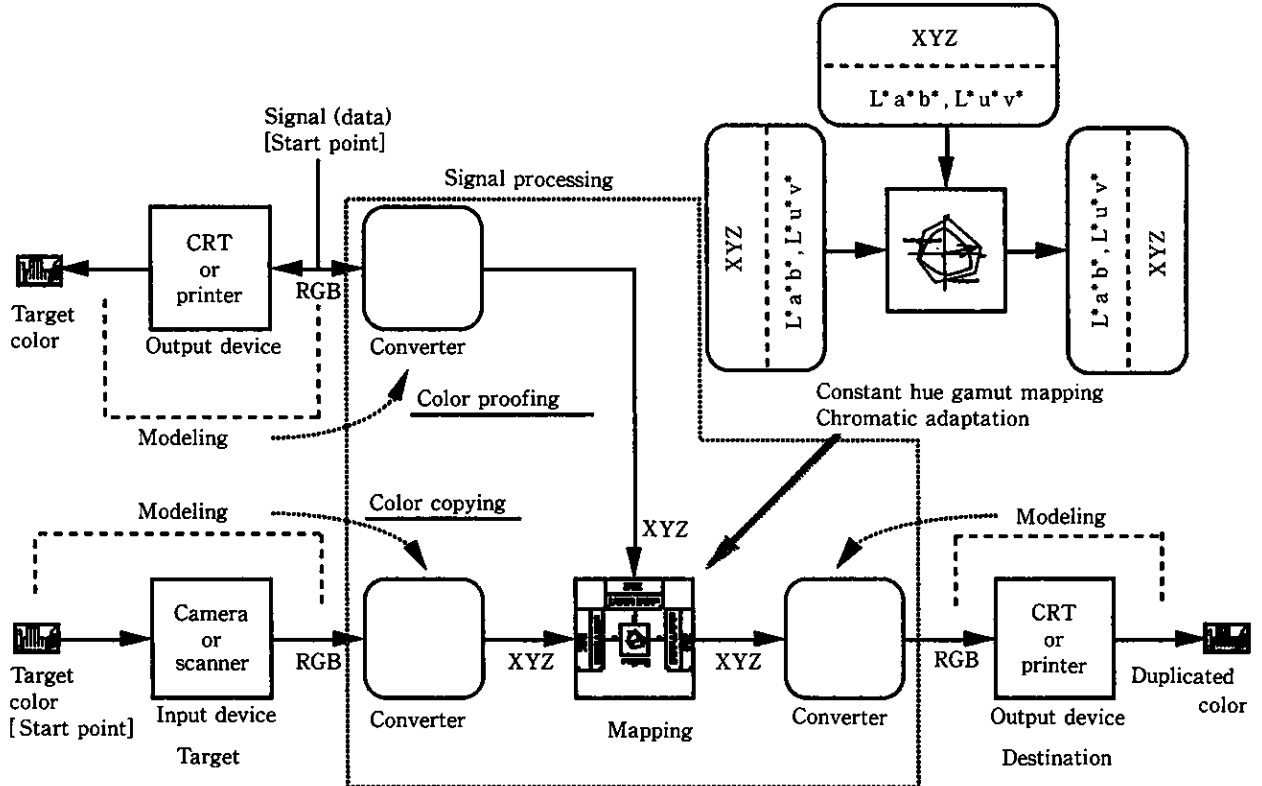 XYZ
L*a*b*, L*u*v*
Signal (data)
[Start point]
Signal processing
XYZ
L*a*b*, L*u*v*
L*a*b*, L*u*v*
XYZ
CRT
or
printer
RGB
Target
color
Output device
Converter
Constant hue gamut mapping
Chromatic adaptation
Color proofing
Modeling
Modeling
Color copying
XYZ
Modeling
Camera
or
scanner
CRT
or
printer
RGB
XYZ
XYZ
RGB
Target
color
[Start point]
Input device
Converter
Mapping
Converter
Output device
Duplicated
color
Target
Destination